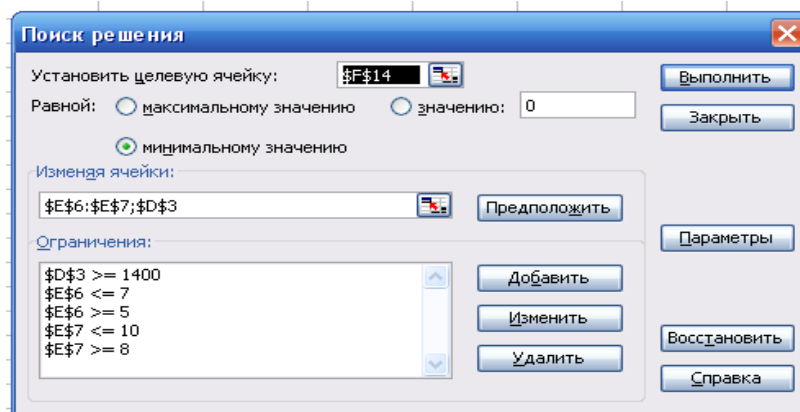 Поиск решения
Установить целевую ячейку: $F$14
Выполнить
Равной: максимальному значению значению: 0
Закрыть
минимальному значению
Изменяя ячейки:
$E$6:$E$7;$D$3 Предположить
Ограничения:
Параметры
$D$3 >= 1400
$E$6 <= 7
$E$6 >= 5
$E$7 <= 10
$E$7 >= 8
Добавить
Изменить
Удалить
Восстановить
Справка